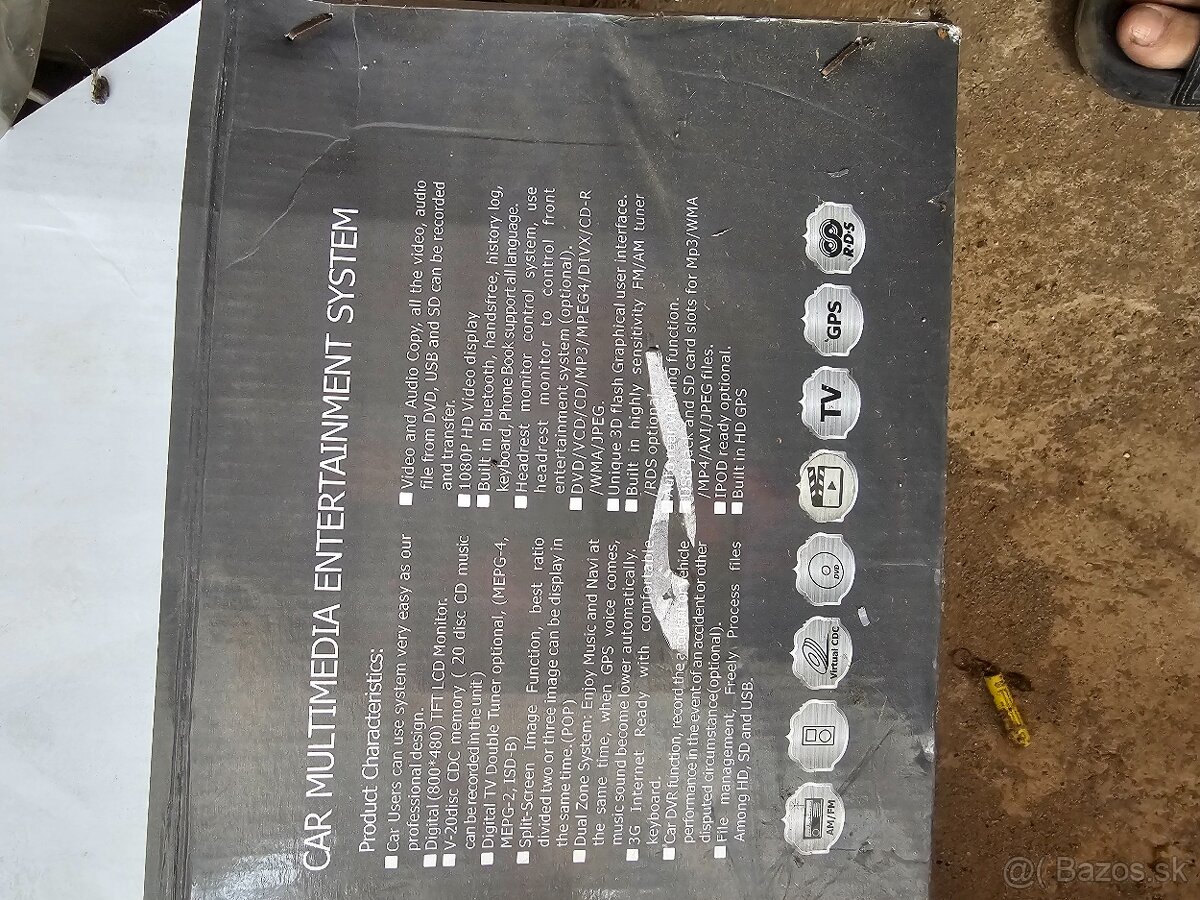 CAR MULTIMEDIA ENTERTAINMENT SYSTEM
Product Characteristics:
Car Users can use system very easy as our
professional design.
Digital (800*480)TFT LCD Monitor.
V-20disc CDC memory ( 20 disc CD music
can be recorded in the unit)
Digital TV Double Tuner optional, (MEPG-4,
MEPG-2, ISD-B)
Split-Screen Image Function, best ratio
divided two or three image can be display in
the same time.(POP)
Dual Zone System: Enjoy Music and Navi at
the same time, when GPS voice comes,
music sound become lower automatically.
3G Internet Ready with comfortable
keyboard.
Car DVR function, record the vehicle
performance in the event of an accident or other
disputed circumstance(optional).
File management, Freely Process files
Among HD, SD and USB.
Video and Audio Copy, all the video, audio
file from DVD, USB and SD can be recorded
and transfer.
1080P HD Video display
Built in Bluetooth, handsfree, history log,
keyboard, Phone Book support all language.
Headrest monitor control system, use
headrest monitor to control front
entertainment system (optional).
DVD/VCD/CD/MP3/MPEG4/DIVX/CD-R
/WMA/JPEG.
Unique 3D flash Graphical user interface.
Built in highly sensitivity FM/AM tuner
/RDS optional
function.
and SD card slots for Mp3/WMA
/MP4/AVI/JPEG files.
IPOD ready optional.
Built in HD GPS
AM/FM
Virtual CDC
DVD
TV
GPS
R·D·S
@( Bazos.sk